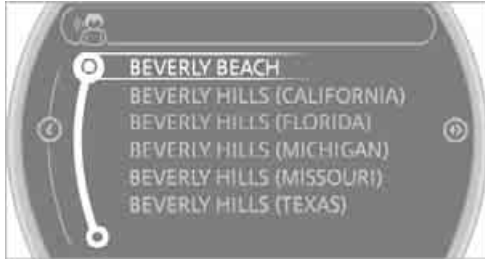 BEVERLY BEACH
BEVERLY HILLS (CALIFORNIA)
BEVERLY HILLS (FLORIDA)
BEVERLY HILLS (MICHIGAN)
BEVERLY HILLS (MISSOURI)
BEVERLY HILLS (TEXAS)